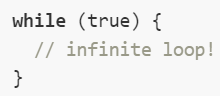 while (true) {
  // infinite loop!
}